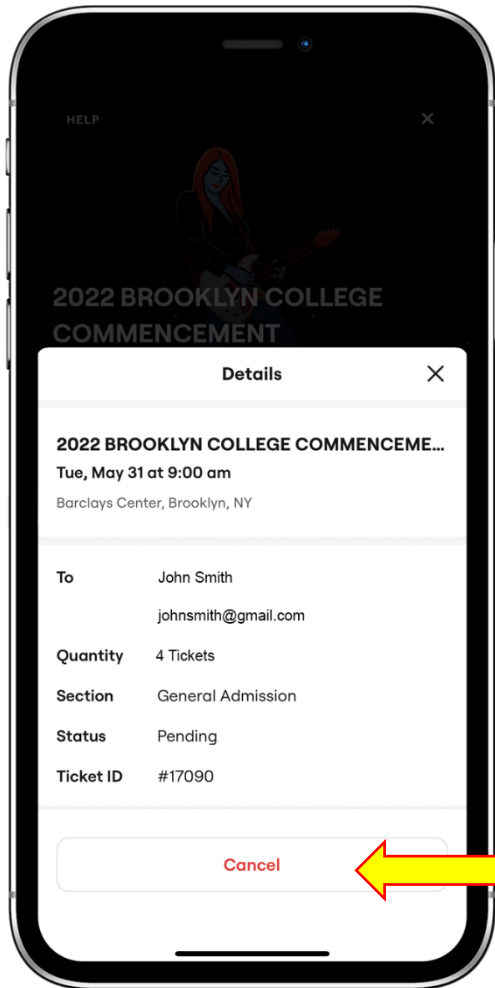 HELP
2022 BROOKLYN COLLEGE
COMMENCEMENT
Details
2022 BROOKLYN COLLEGE COMMENCEME...
Tue, May 31 at 9:00 am
Barclays Center, Brooklyn, NY
To John Smith
johnsmith@gmail.com
Quantity 4 Tickets
Section General Admission
Status Pending
Ticket ID #17090
Cancel